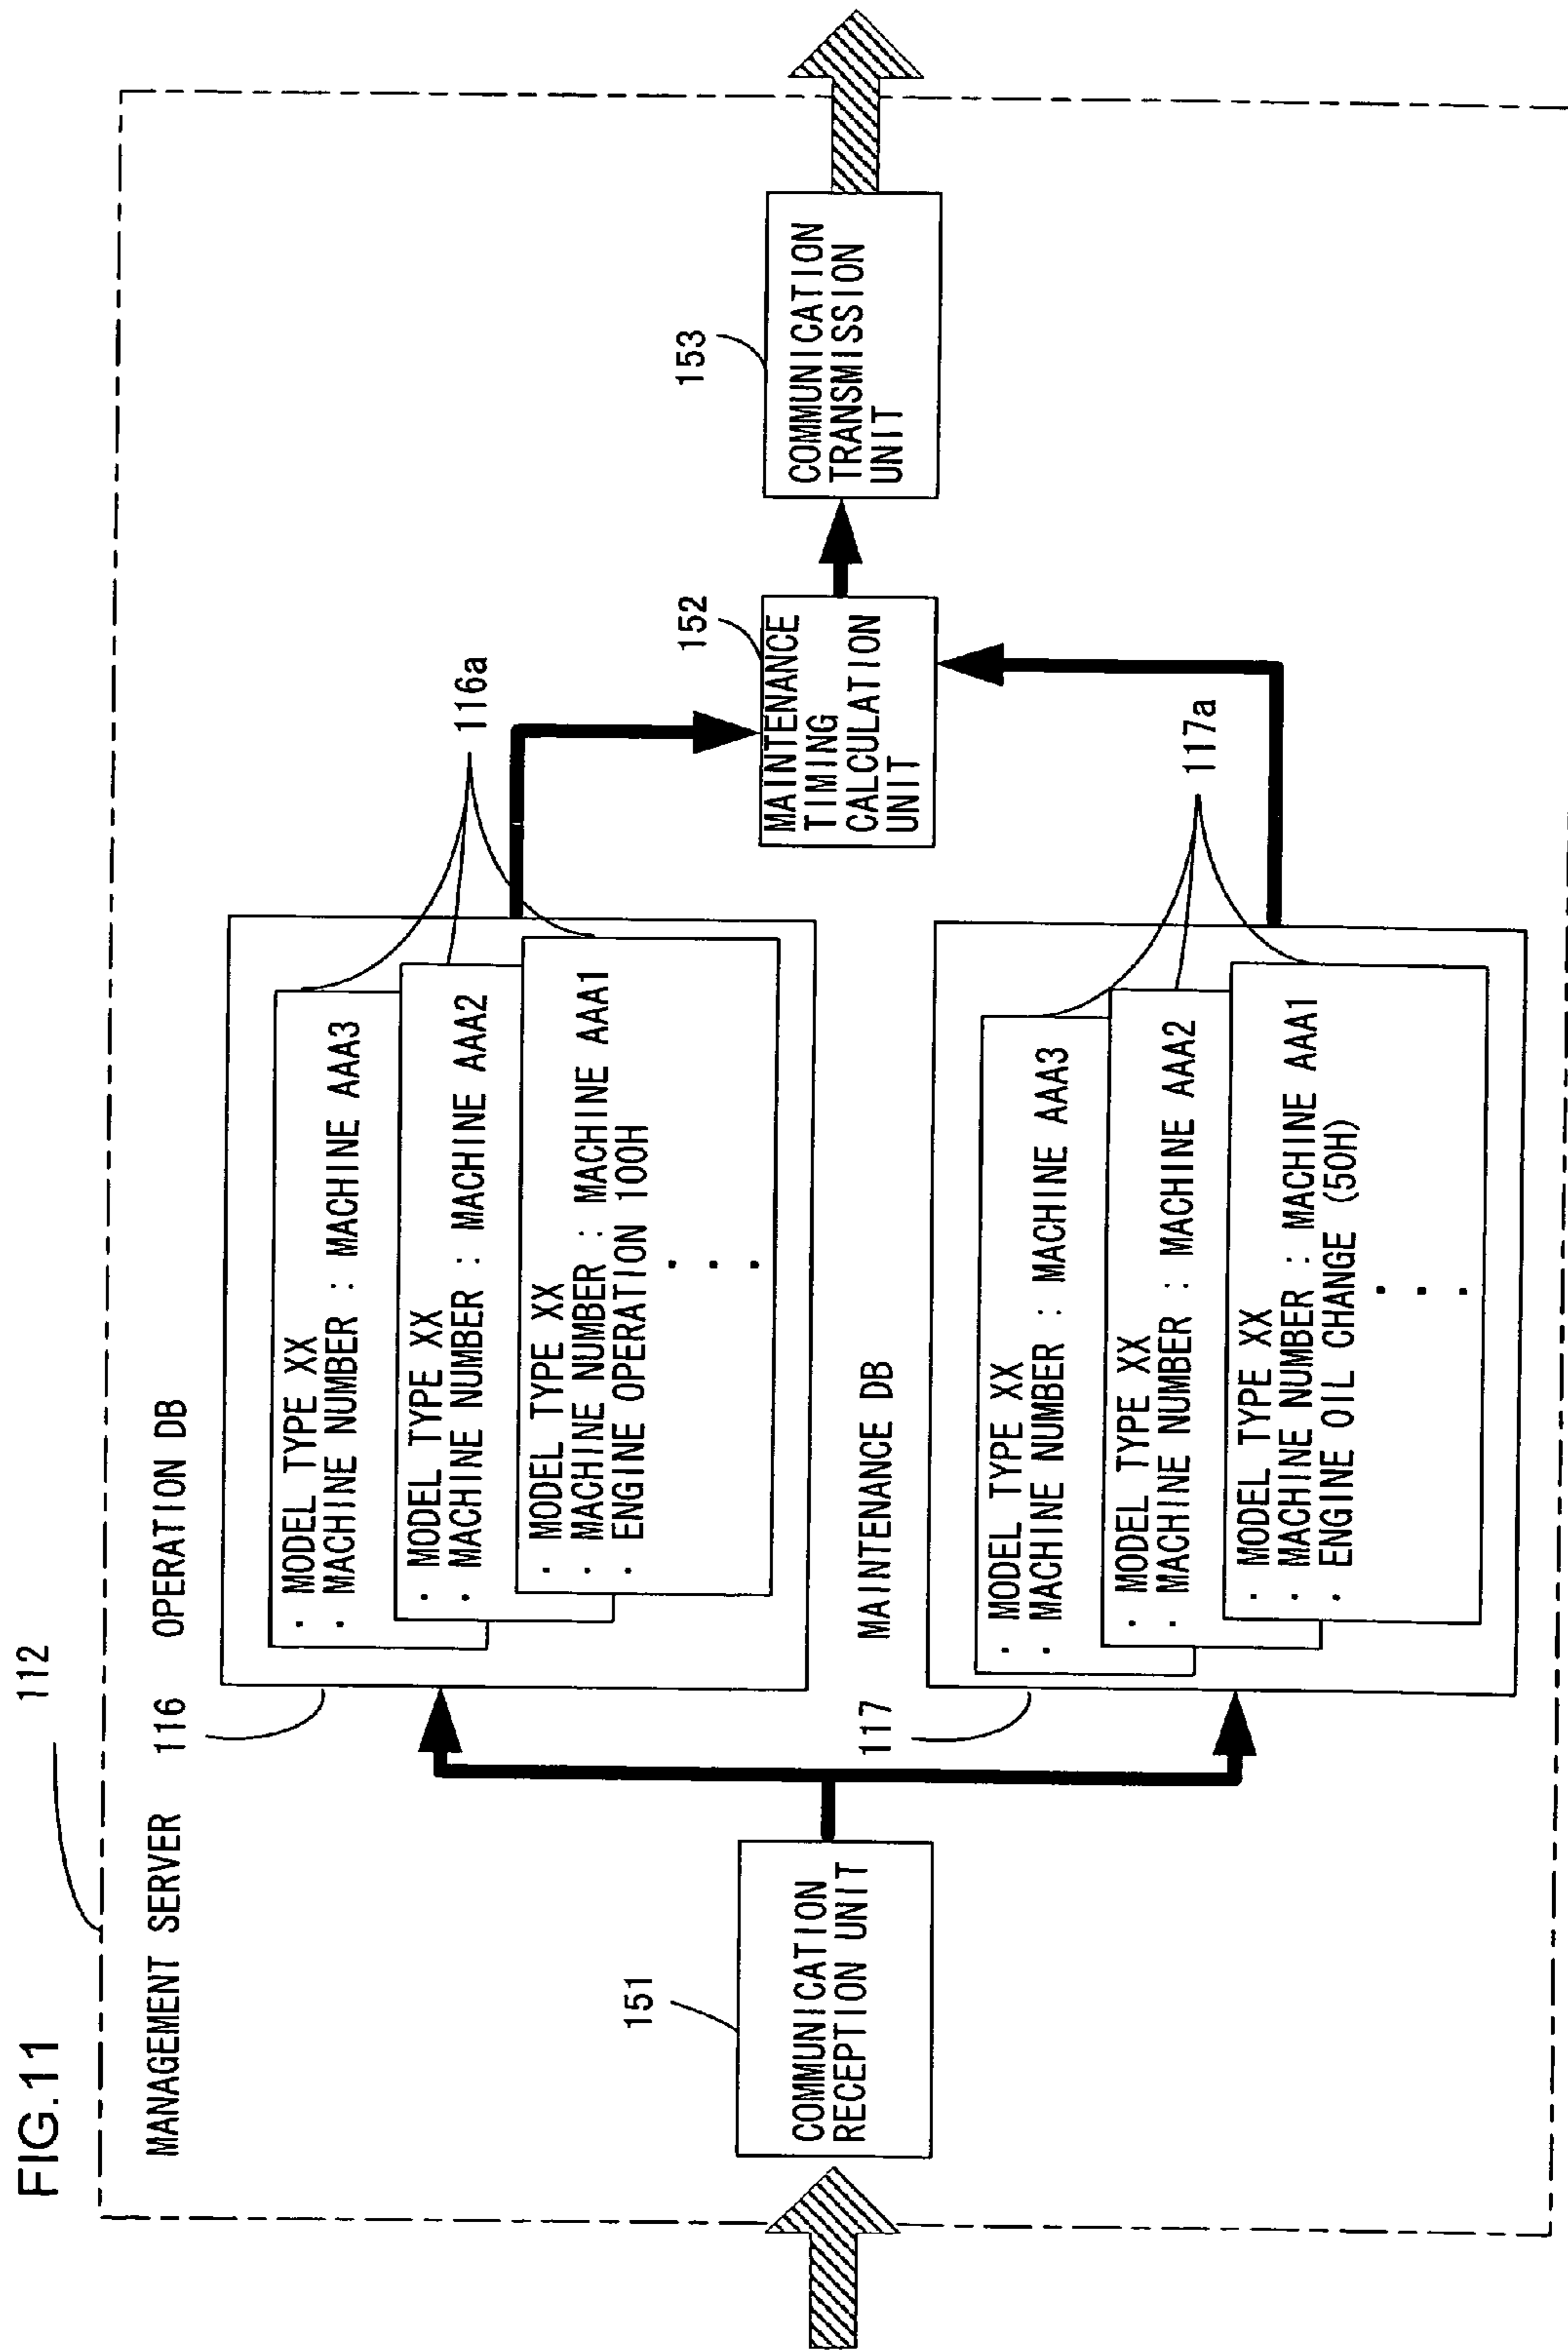 FIG.11
112
MANAGEMENT SERVER
116
OPERATION DB
· MODEL TYPE XX
· MACHINE NUMBER : MACHINE AAA3
· MODEL TYPE XX
· MACHINE NUMBER : MACHINE AAA2
· MODEL TYPE XX
· MACHINE NUMBER : MACHINE AAA1
· ENGINE OPERATION 100H
· · ·
116a
151
COMMUNICATION
RECEPTION UNIT
152
MAINTENANCE
TIMING
CALCULATION
UNIT
153
COMMUNICATION
TRANSMISSION
UNIT
117
MAINTENANCE DB
· MODEL TYPE XX
· MACHINE NUMBER : MACHINE AAA3
· MODEL TYPE XX
· MACHINE NUMBER : MACHINE AAA2
· MODEL TYPE XX
· MACHINE NUMBER : MACHINE AAA1
· ENGINE OIL CHANGE (50H)
· · ·
117a